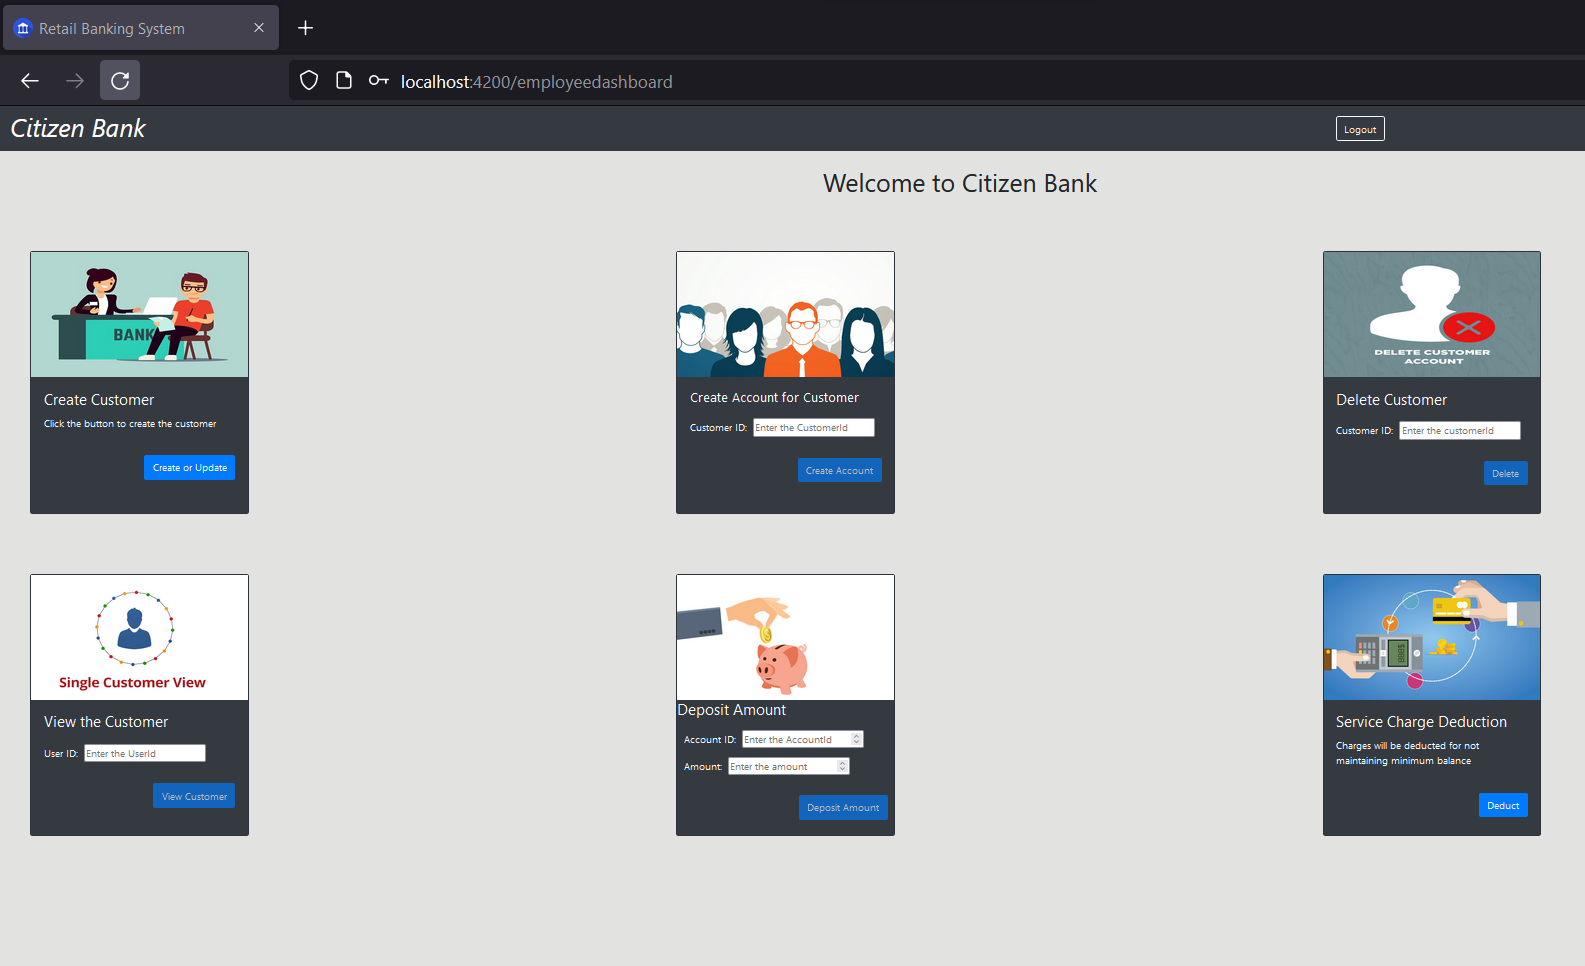 Retail Banking System
localhost:4200/employeedashboard
Citizen Bank
Logout
Welcome to Citizen Bank
BANK
Create Customer
Click the button to create the customer
Create or Update
Create Account for Customer
Customer ID: Enter the CustomerId
Create Account
DELETE CUSTOMER
ACCOUNT
Delete Customer
Customer ID: Enter the customerId
Delete
Single Customer View
View the Customer
User ID: Enter the UserId
View Customer
Deposit Amount
Account ID: Enter the AccountId
Amount: Enter the amount
Deposit Amount
Service Charge Deduction
Charges will be deducted for not
maintaining minimum balance
Deduct